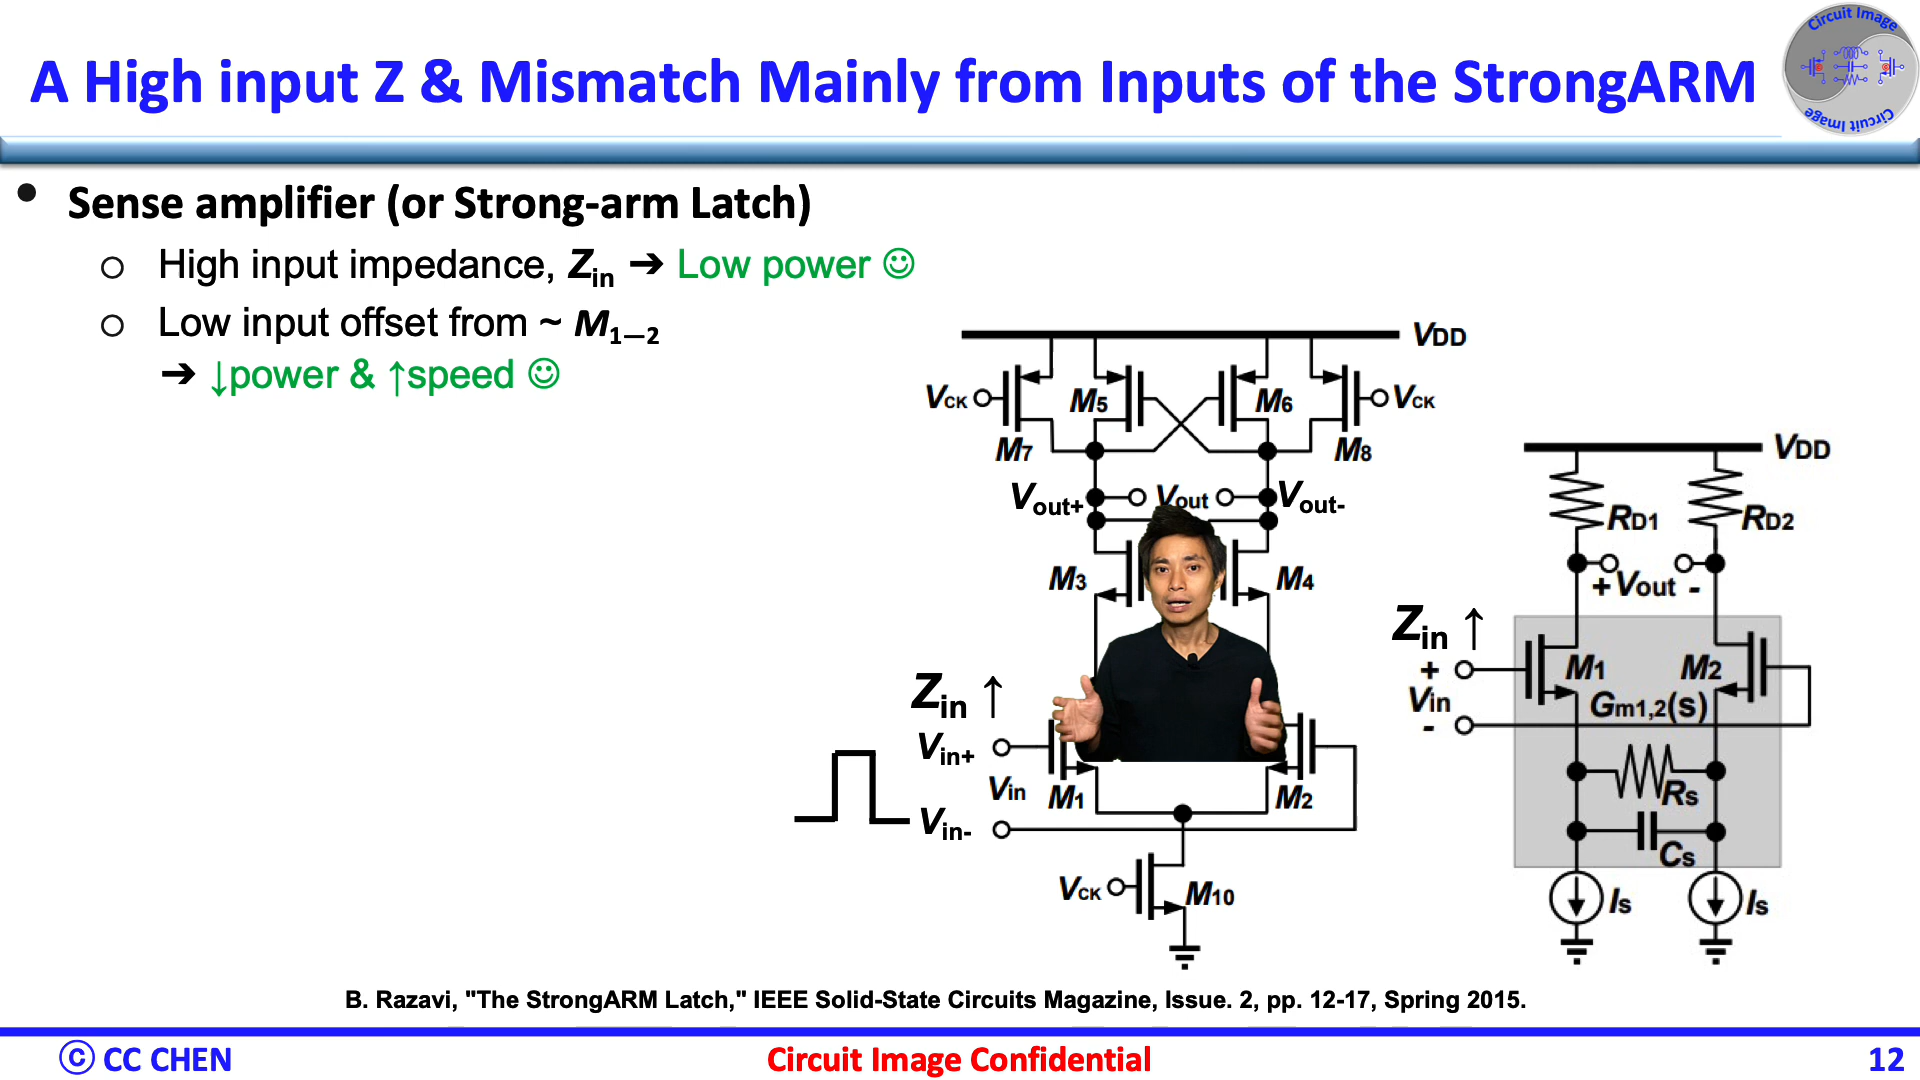 A High input Z & Mismatch Mainly from Inputs of the StrongARM
Circuit Image
Circuit Image
• Sense amplifier (or Strong-arm Latch)
○ High input impedance, Zin ➔ Low power ☺
○ Low input offset from ~ M1–2
➔ ↓power & ↑speed ☺
VDD
VCK M5 M6 VCK
M7 M8
Vout+ Vout Vout-
M3 M4
Zin ↑
Vin+
Vin M1 M2
Vin-
VCK M10
VDD
RD1 RD2
+Vout -
Zin ↑
+ M1 M2
Vin Gm1,2(s)
-
Rs
Cs
Is Is
B. Razavi, "The StrongARM Latch," IEEE Solid-State Circuits Magazine, Issue. 2, pp. 12-17, Spring 2015.
© CC CHEN Circuit Image Confidential 12